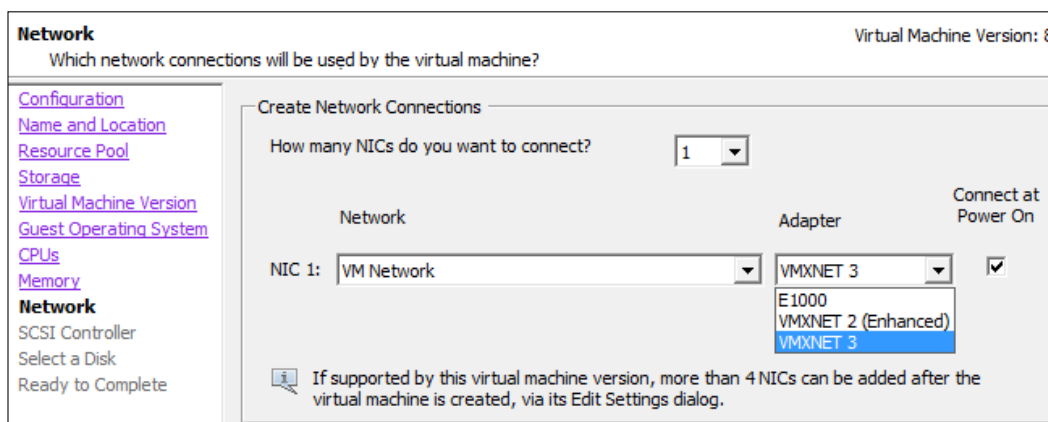 Network
Virtual Machine Version: 8
Which network connections will be used by the virtual machine?
Configuration
Name and Location
Resource Pool
Storage
Virtual Machine Version
Guest Operating System
CPUs
Memory
Network
SCSI Controller
Select a Disk
Ready to Complete
Create Network Connections
How many NICs do you want to connect? 1
Network
Adapter
Connect at
Power On
NIC 1: VM Network VMXNET 3
E1000
VMXNET 2 (Enhanced)
VMXNET 3
If supported by this virtual machine version, more than 4 NICs can be added after the
virtual machine is created, via its Edit Settings dialog.